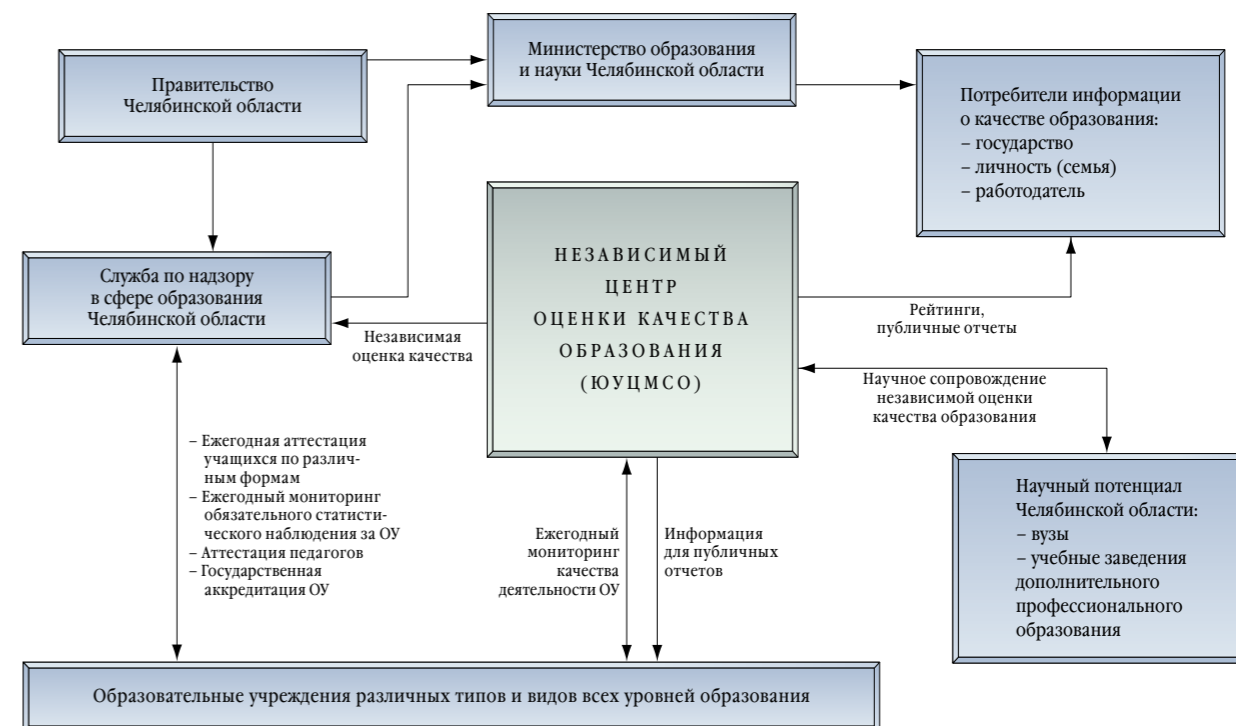 Министерство образования
и науки Челябинской области
Правительство
Челябинской области
Потребители информации
о качестве образования:
– государство
– личность (семья)
– работодатель
НЕЗАВИСИМЫЙ
ЦЕНТР
ОЦЕНКИ КАЧЕСТВА
ОБРАЗОВАНИЯ
(ЮУЦМСО)
Служба по надзору
в сфере образования
Челябинской области
Независимая
оценка качества
Рейтинги,
публичные отчеты
Научное сопровождение
независимой оценки
качества образования
– Ежегодная аттестация
учащихся по различ-
ным формам
– Ежегодный мониторинг
обязательного статисти-
ческого наблюдения за ОУ
– Аттестация педагогов
– Государственная
аккредитация ОУ
Ежегодный
мониторинг
качества
деятельности ОУ
Информация
для публичных
отчетов
Научный потенциал
Челябинской области:
– вузы
– учебные заведения
дополнительного
профессионального
образования
Образовательные учреждения различных типов и видов всех уровней образования